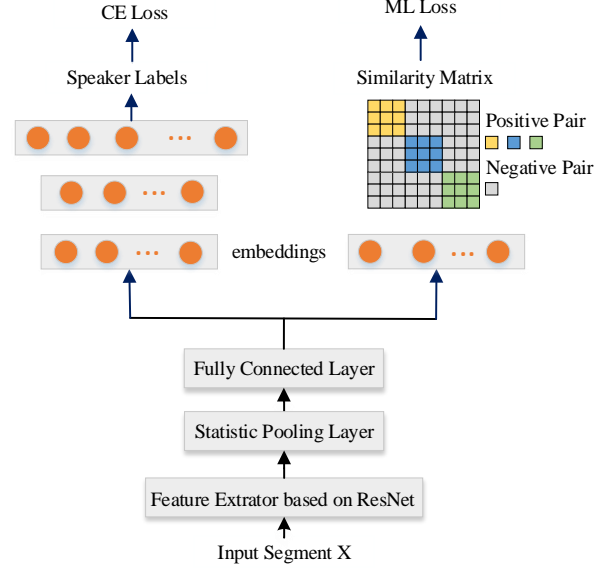 CE Loss
ML Loss
Speaker Labels
Similarity Matrix
Positive Pair
Negative Pair
embeddings
Fully Connected Layer
Statistic Pooling Layer
Feature Extrator based on ResNet
Input Segment X